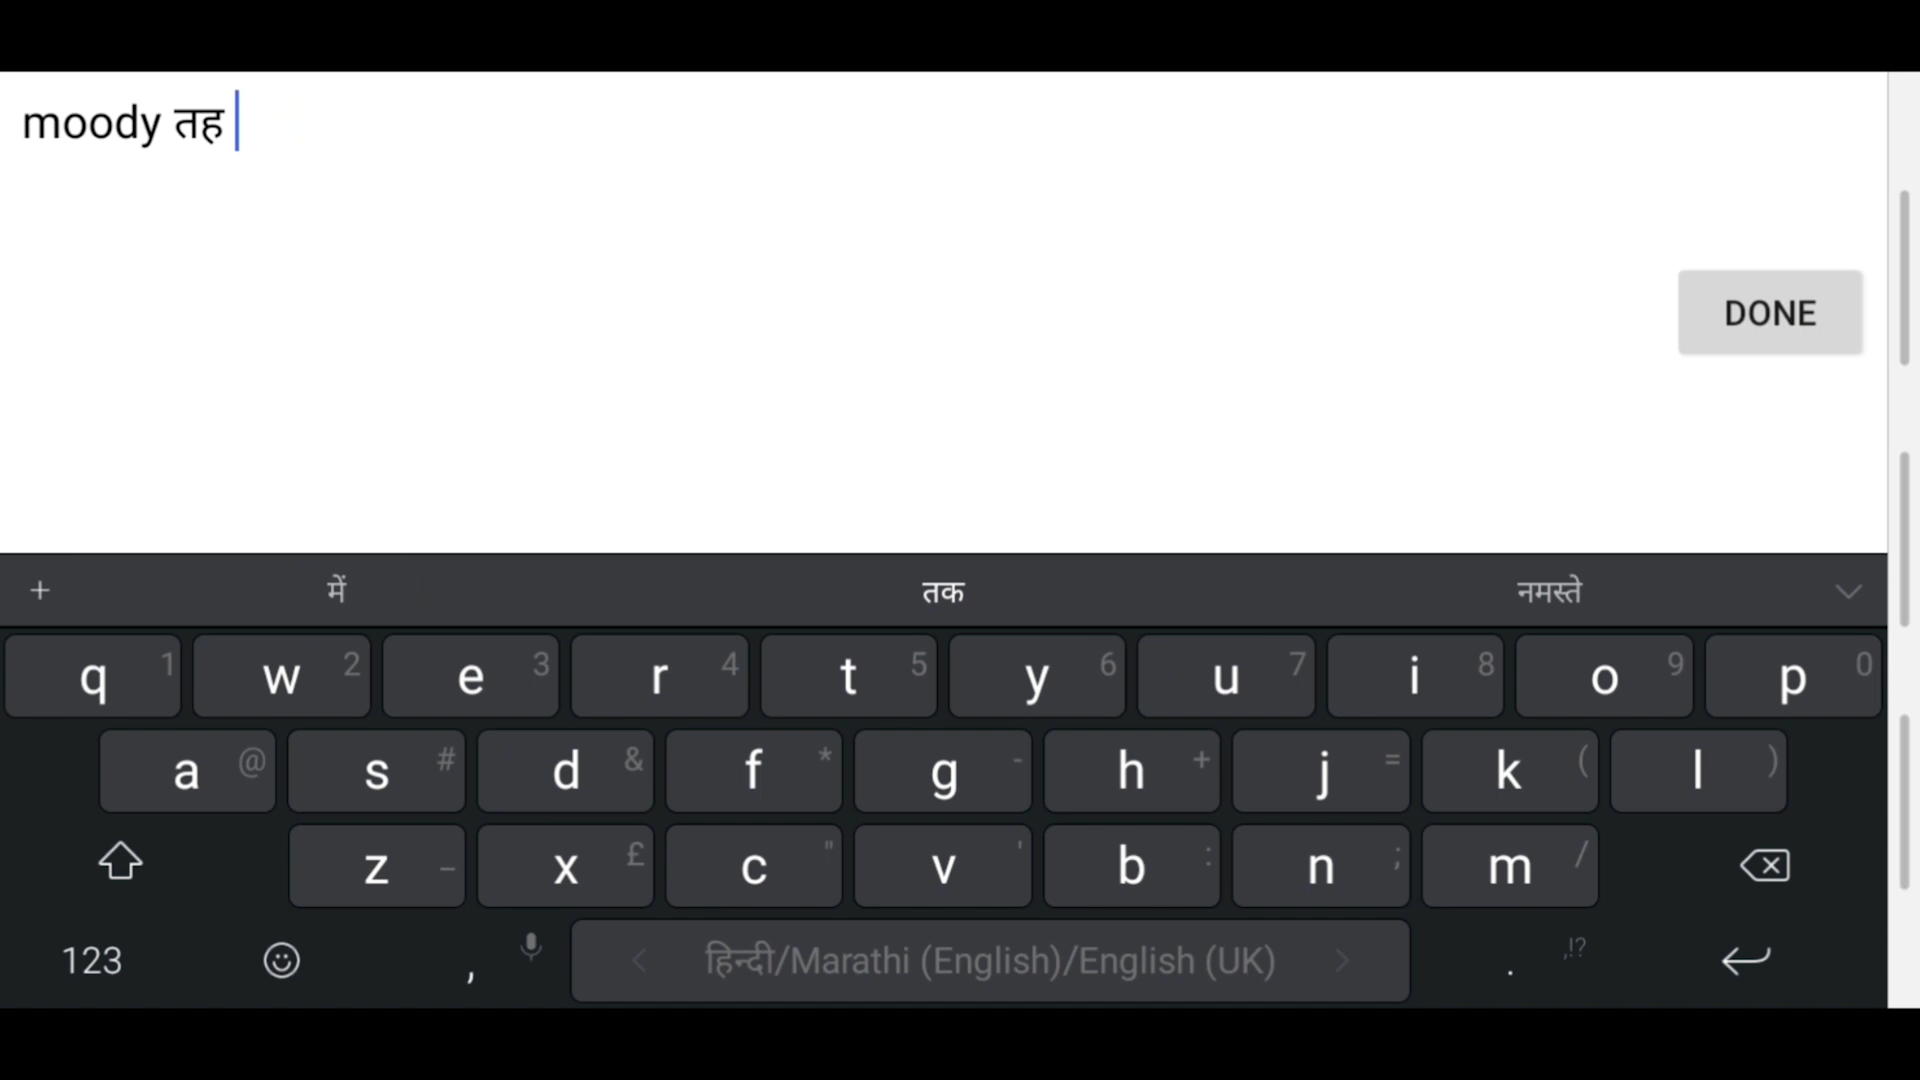 moody तह
DONE
+ में तक नमस्ते
q 1 w 2 e 3 r 4 t 5 y 6 u 7 i 8 o 9 p 0
a @ s # d & f * g - h + j = k ( l )
z _ x £ c " v ' b : n ; m /
123 , < हिन्दी/Marathi (English)/English (UK) > . ,!?